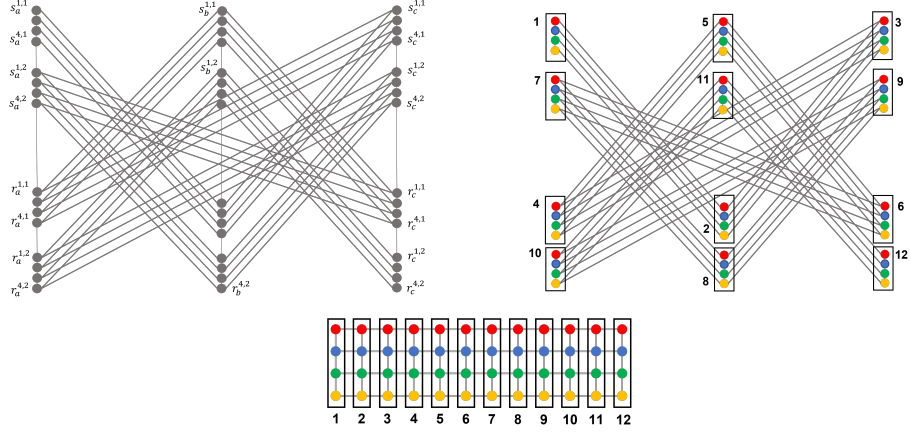 s_a^{1,1} s_b^{1,1} s_c^{1,1}
s_a^{4,1} s_c^{4,1}
s_a^{1,2} s_b^{1,2} s_c^{1,2}
s_a^{4,2} s_c^{4,2}
r_a^{1,1} r_c^{1,1}
r_a^{4,1} r_c^{4,1}
r_a^{1,2} r_c^{1,2}
r_a^{4,2} r_b^{4,2} r_c^{4,2}
1 5 3
7 11 9
4 2 6
10 8 12
1 2 3 4 5 6 7 8 9 10 11 12